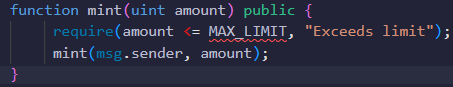 function mint(uint amount) public {
require(amount <= MAX_LIMIT, "Exceeds limit");
mint(msg.sender, amount);
}